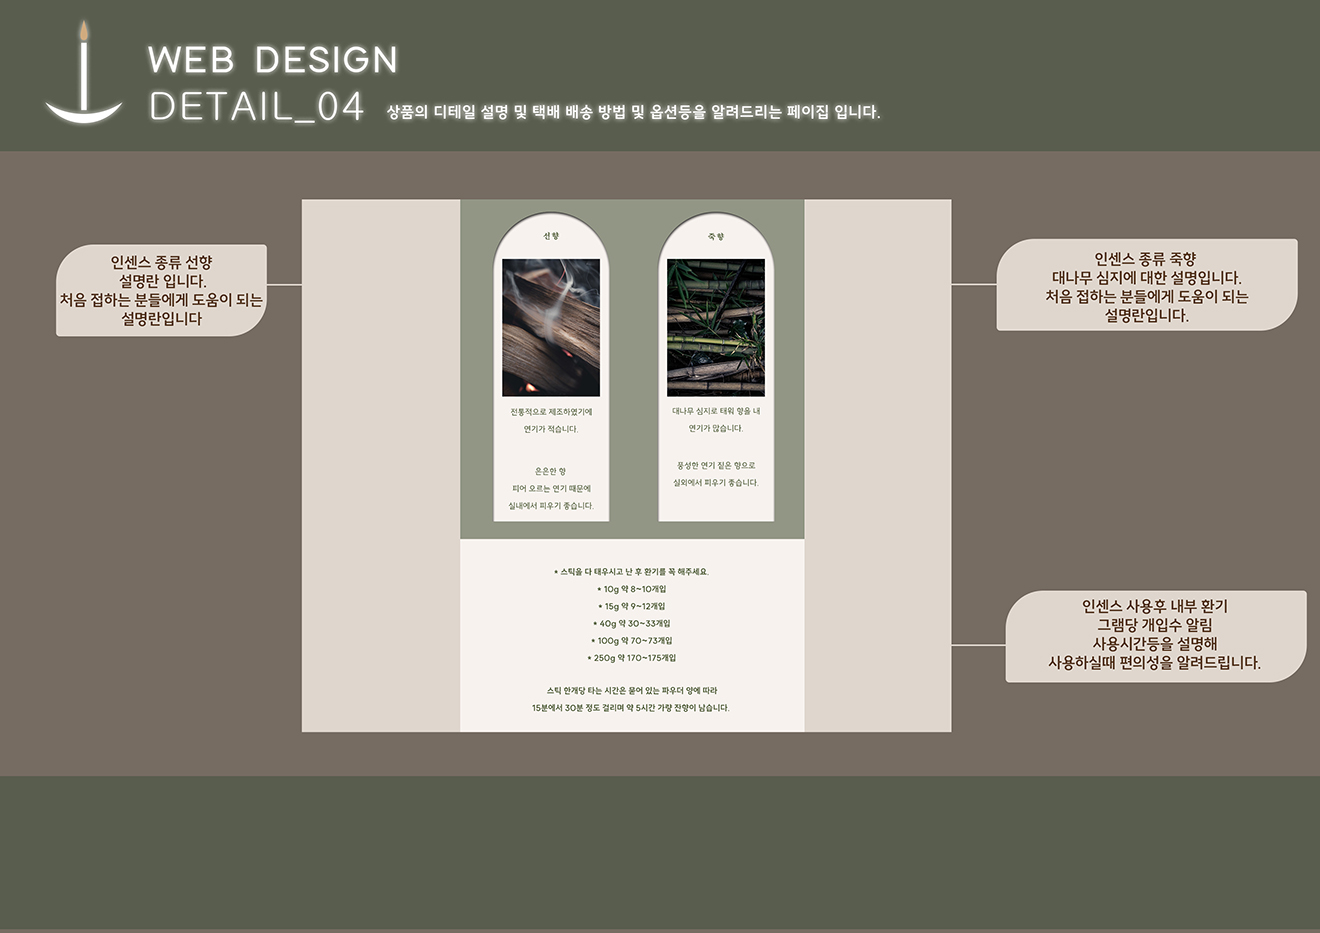 WEB DESIGN
DETAIL_04 상품의 디테일 설명 및 택배 배송 방법 및 옵션등을 알려드리는 페이집 입니다.
인센스 종류 선향
설명란 입니다.
처음 접하는 분들에게 도움이 되는
설명란입니다
선향
전통적으로 제조하였기에
연기가 적습니다.
은은한 향
피어 오르는 연기 때문에
실내에서 피우기 좋습니다.
죽향
대나무 심지로 태워 향을 내
연기가 많습니다.
풍성한 연기 짙은 향으로
실외에서 피우기 좋습니다.
인센스 종류 죽향
대나무 심지에 대한 설명입니다.
처음 접하는 분들에게 도움이 되는
설명란입니다.
* 스틱을 다 태우시고 난 후 환기를 꼭 해주세요.
* 10g 약 8~10개입
* 15g 약 9~12개입
* 40g 약 30~33개입
* 100g 약 70~73개입
* 250g 약 170~175개입
스틱 한개당 타는 시간은 묻어 있는 파우더 양에 따라
15분에서 30분 정도 걸리며 약 5시간 가량 잔향이 남습니다.
인센스 사용후 내부 환기
그램당 개입수 알림
사용시간등을 설명해
사용하실때 편의성을 알려드립니다.